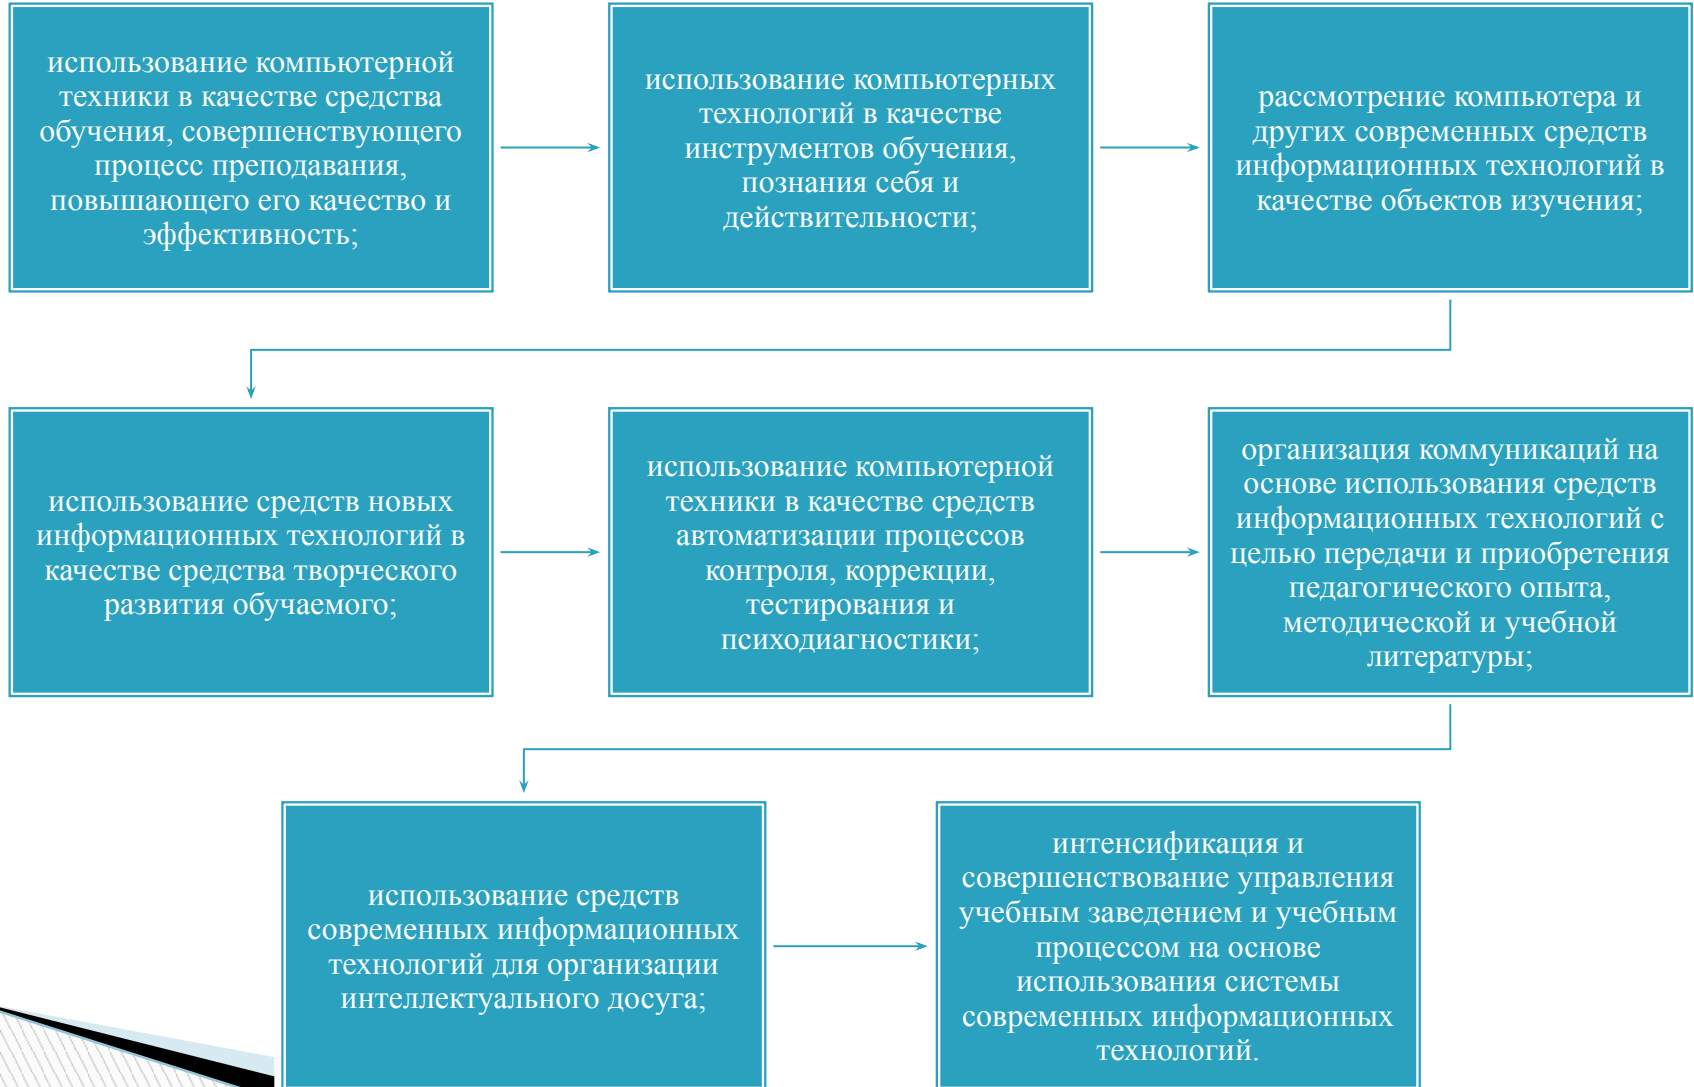 использование компьютерной
техники в качестве средства
обучения, совершенствующего
процесс преподавания,
повышающего его качество и
эффективность;
использование компьютерных
технологий в качестве
инструментов обучения,
познания себя и
действительности;
рассмотрение компьютера и
других современных средств
информационных технологий в
качестве объектов изучения;
использование средств новых
информационных технологий в
качестве средства творческого
развития обучаемого;
использование компьютерной
техники в качестве средств
автоматизации процессов
контроля, коррекции,
тестирования и
психодиагностики;
организация коммуникаций на
основе использования средств
информационных технологий с
целью передачи и приобретения
педагогического опыта,
методической и учебной
литературы;
использование средств
современных информационных
технологий для организации
интеллектуального досуга;
интенсификация и
совершенствование управления
учебным заведением и учебным
процессом на основе
использования системы
современных информационных
технологий.